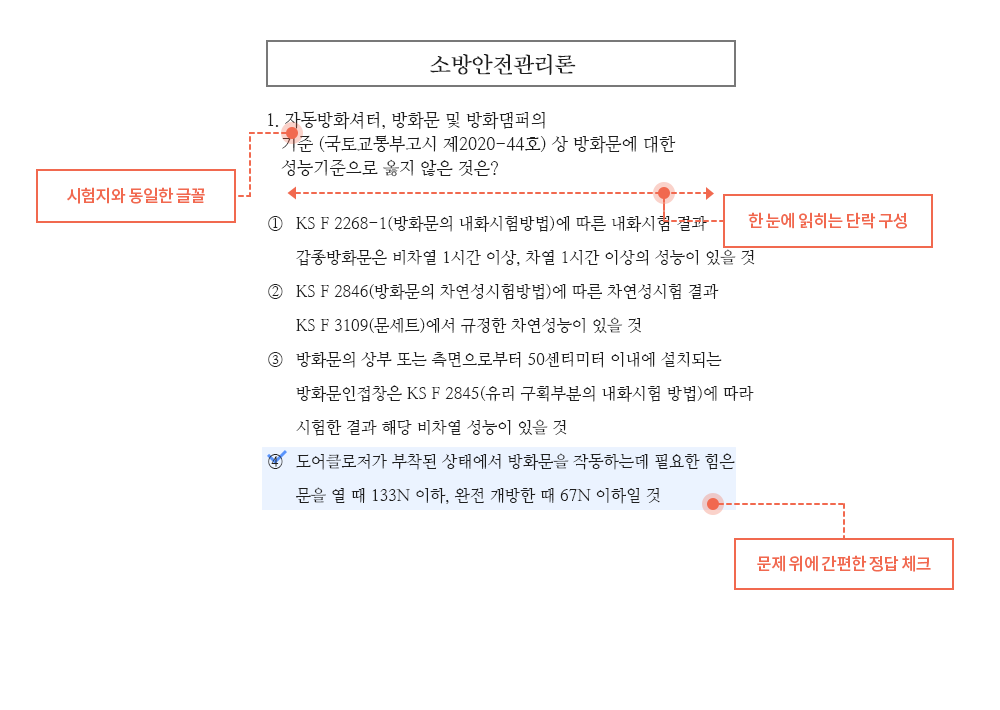 소방안전관리론
1. 자동방화셔터, 방화문 및 방화댐퍼의
기준 (국토교통부고시 제2020-44호) 상 방화문에 대한
성능기준으로 옳지 않은 것은?
시험지와 동일한 글꼴
한 눈에 읽히는 단락 구성
① KS F 2268-1(방화문의 내화시험방법)에 따른 내화시험 결과
갑종방화문은 비차열 1시간 이상, 차열 1시간 이상의 성능이 있을 것
② KS F 2846(방화문의 차연성시험방법)에 따른 차연성시험 결과
KS F 3109(문세트)에서 규정한 차연성능이 있을 것
③ 방화문의 상부 또는 측면으로부터 50센티미터 이내에 설치되는
방화문인접창은 KS F 2845(유리 구획부분의 내화시험 방법)에 따라
시험한 결과 해당 비차열 성능이 있을 것
④ 도어클로저가 부착된 상태에서 방화문을 작동하는데 필요한 힘은
문을 열 때 133N 이하, 완전 개방한 때 67N 이하일 것
문제 위에 간편한 정답 체크